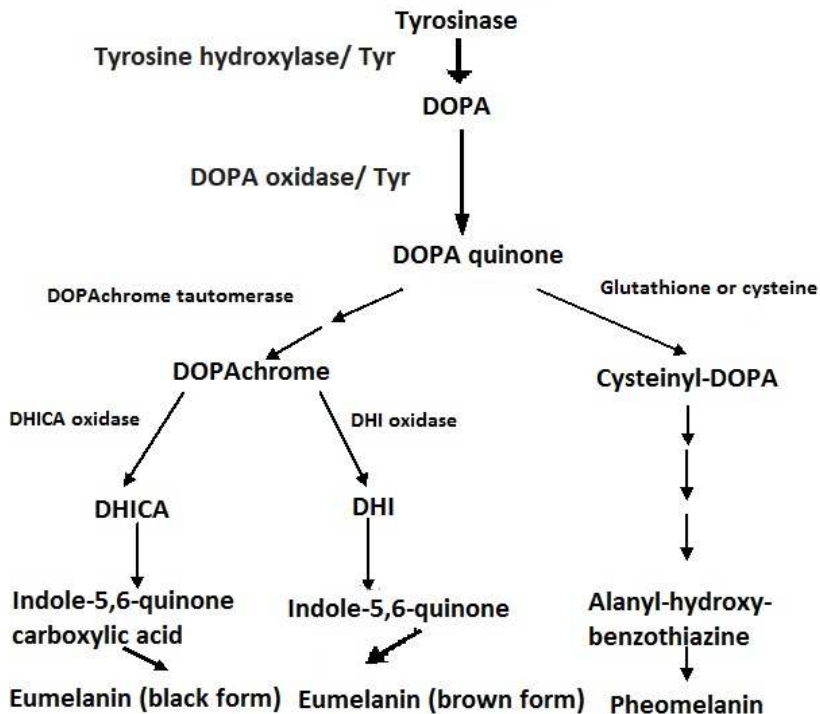 Tyrosinase
Tyrosine hydroxylase/ Tyr
DOPA
DOPA oxidase/ Tyr
DOPA quinone
DOPAchrome tautomerase
Glutathione or cysteine
DOPAchrome
Cysteinyl-DOPA
DHICA oxidase
DHI oxidase
DHICA
DHI
Indole-5,6-quinone
carboxylic acid
Indole-5,6-quinone
Alanyl-hydroxy-
benzothiazine
Eumelanin (black form)
Eumelanin (brown form)
Pheomelanin